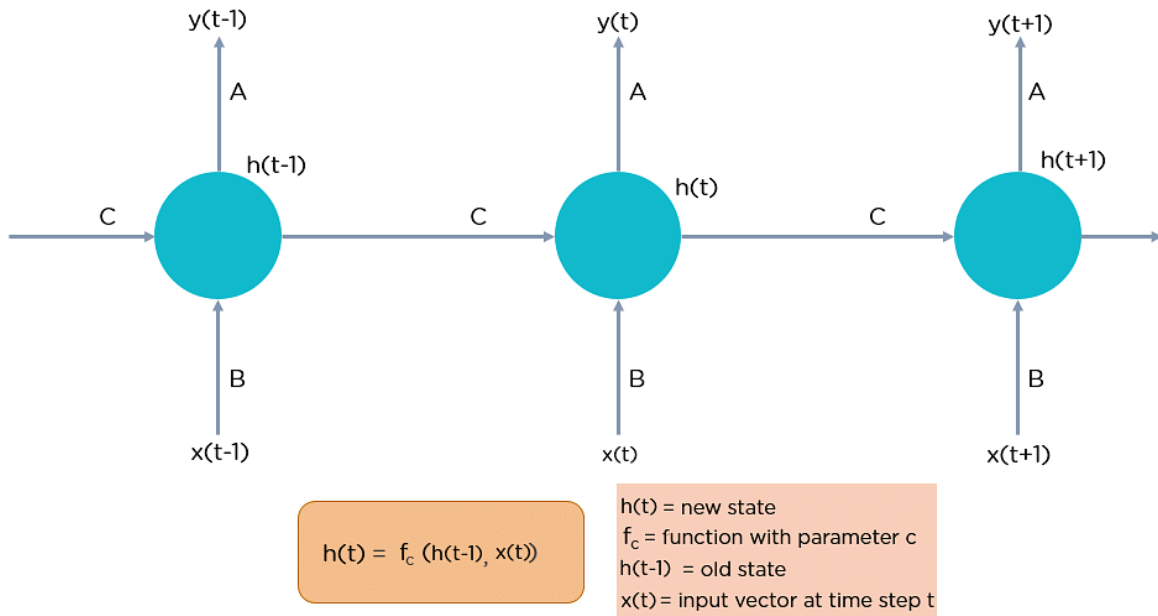 y(t-1) y(t) y(t+1)
A A A
h(t-1) h(t) h(t+1)
C C C
B B B
x(t-1) x(t) x(t+1)
h(t) = f_c (h(t-1), x(t))
h(t) = new state
f_c = function with parameter c
h(t-1) = old state
x(t) = input vector at time step t